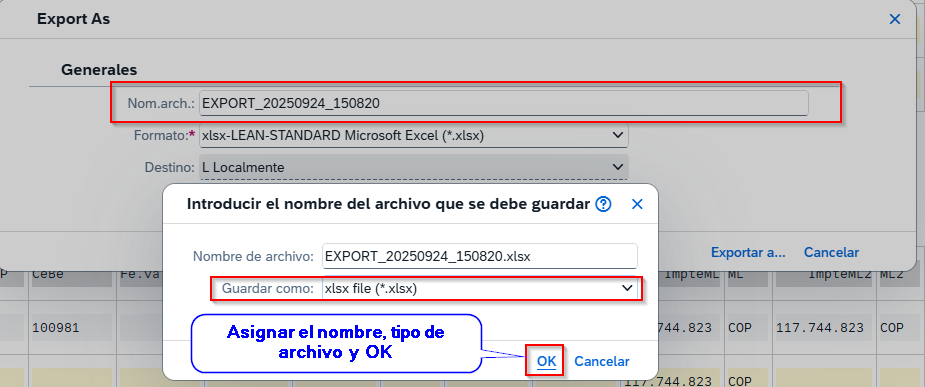 Export As
Generales
Nom.arch.: EXPORT_20250924_150820
Formato:* xlsx-LEAN-STANDARD Microsoft Excel (*.xlsx)
Destino: L Localmente
Introducir el nombre del archivo que se debe guardar
Nombre de archivo: EXPORT_20250924_150820.xlsx
Guardar como: xlsx file (*.xlsx)
Asignar el nombre, tipo de
archivo y OK
OK Cancelar
Exportar a... Cancelar
CeBe ImpteML ML ImpteML2 ML2
100981 .744.823 COP 117.744.823 COP
117.744.823 COP